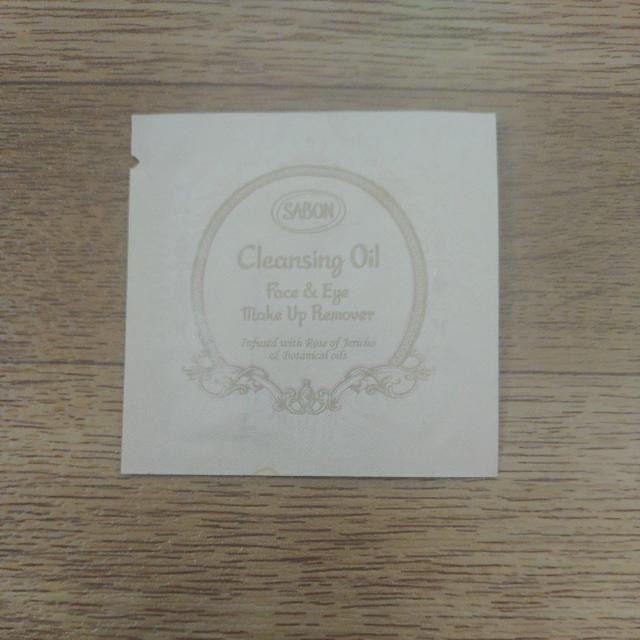 SABON
Cleansing Oil
Face & Eye
Make Up Remover
Infused with Rose of Jericho
& Botanical oils